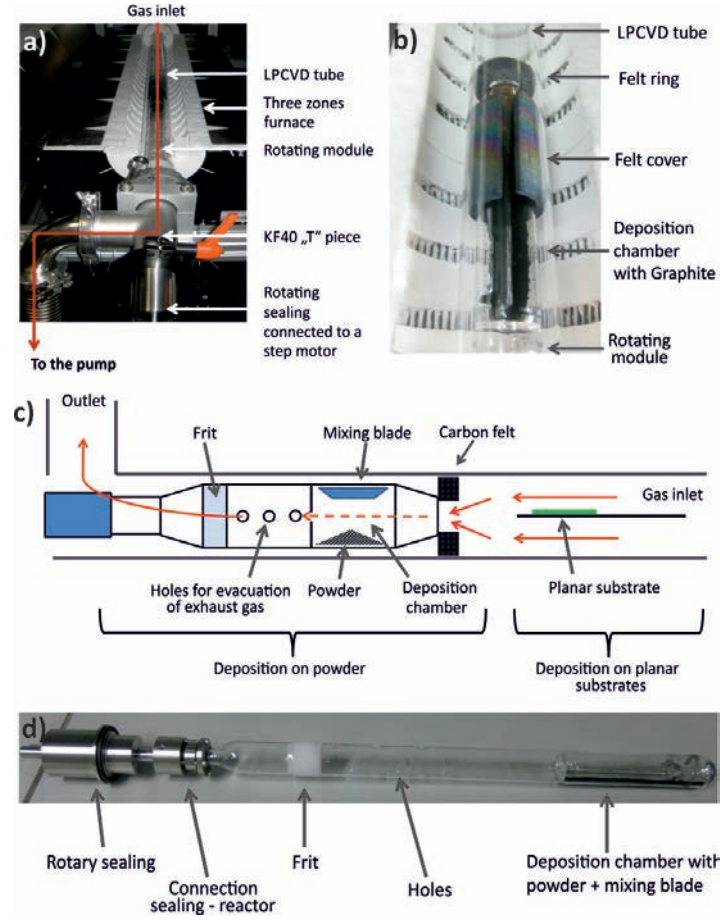 Gas inlet
a)
LPCVD tube
Three zones
furnace
Rotating module
KF40 „T" piece
Rotating
sealing
connected to a
step motor
To the pump
b)
LPCVD tube
Felt ring
Felt cover
Deposition
chamber
with Graphite
Rotating
module
c)
Outlet
Frit
Mixing blade
Carbon felt
Gas inlet
Holes for evacuation
of exhaust gas
Powder
Deposition
chamber
Planar substrate
Deposition on powder
Deposition on planar
substrates
d)
Rotary sealing
Connection
sealing - reactor
Frit
Holes
Deposition chamber with
powder + mixing blade